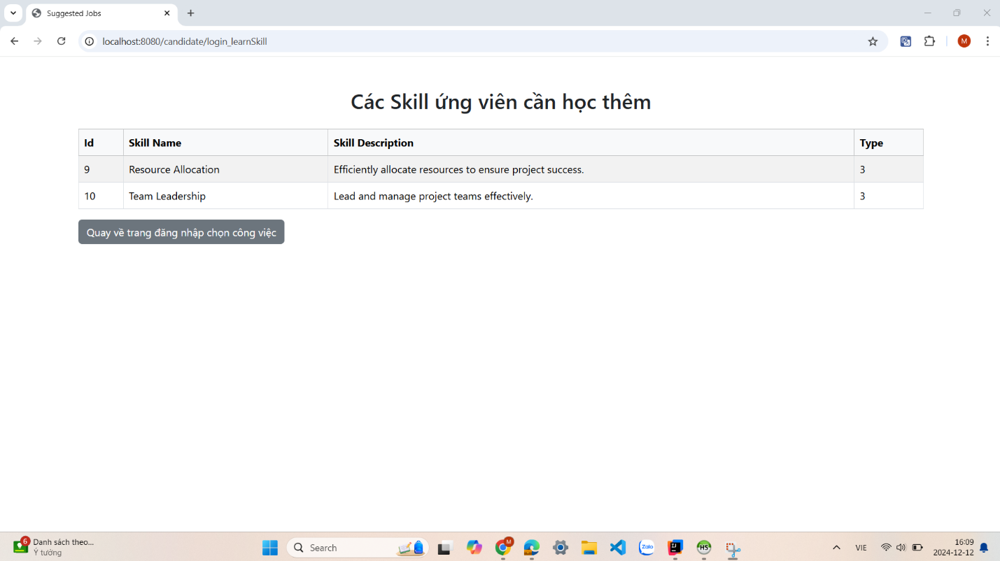 Suggested Jobs
localhost:8080/candidate/login_learnSkill
M
Các Skill ứng viên cần học thêm
Id Skill Name Skill Description Type
9 Resource Allocation Efficiently allocate resources to ensure project success. 3
10 Team Leadership Lead and manage project teams effectively. 3
Quay về trang đăng nhập chọn công việc
6 Danh sách theo...
Ý tưởng
Search
M
Zalo
HS
VIE
16:09
2024-12-12